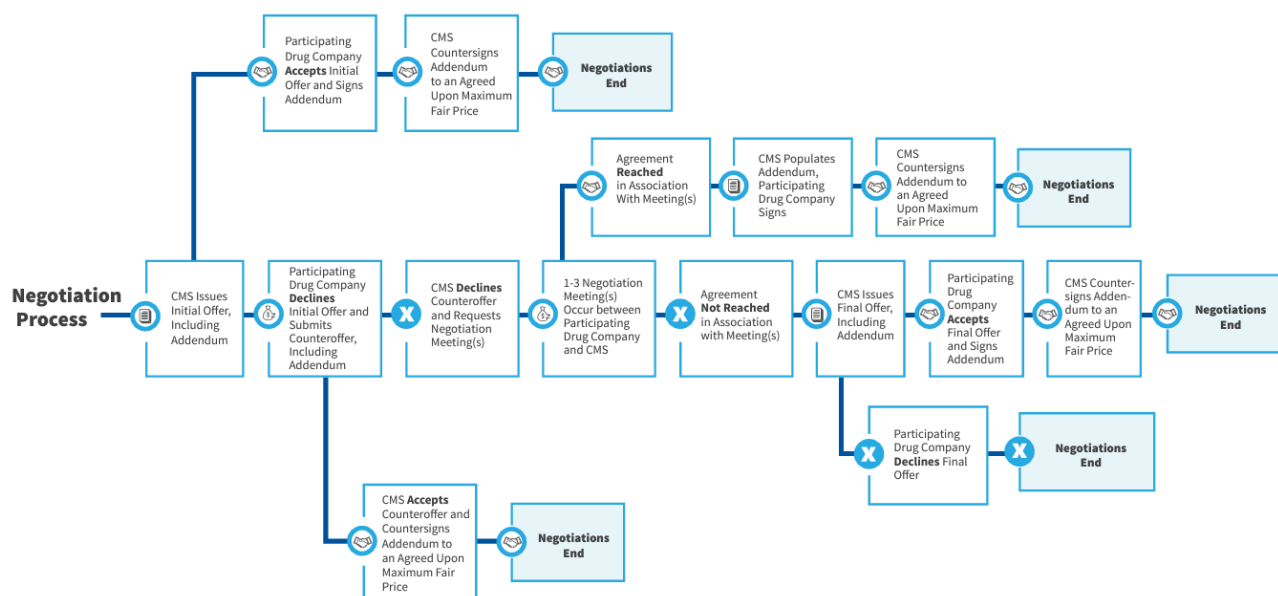 Participating
Drug Company
Accepts Initial
Offer and Signs
Addendum
CMS
Countersigns
Addendum
to an Agreed
Upon Maximum
Fair Price
Negotiations
End
Agreement
Reached
in Association
With Meeting(s)
CMS Populates
Addendum,
Participating
Drug Company
Signs
CMS
Countersigns
Addendum to
an Agreed
Upon Maximum
Fair Price
Negotiations
End
Negotiation
Process
CMS Issues
Initial Offer,
Including
Addendum
Participating
Drug Company
Declines
Initial Offer and
Submits
Counteroffer,
Including
Addendum
X
CMS Declines
Counteroffer
and Requests
Negotiation
Meeting(s)
1-3 Negotiation
Meeting(s)
Occur between
Participating
Drug Company
and CMS
X
Agreement
Not Reached
in Association
with Meeting(s)
CMS Issues
Final Offer,
Including
Addendum
Participating
Drug
Company
Accepts
Final Offer
and Signs
Addendum
CMS Counter-
signs Adden-
dum to an
Agreed Upon
Maximum
Fair Price
Negotiations
End
X
Participating
Drug Company
Declines Final
Offer
X
Negotiations
End
CMS Accepts
Counteroffer and
Countersigns
Addendum to
an Agreed Upon
Maximum Fair
Price
Negotiations
End